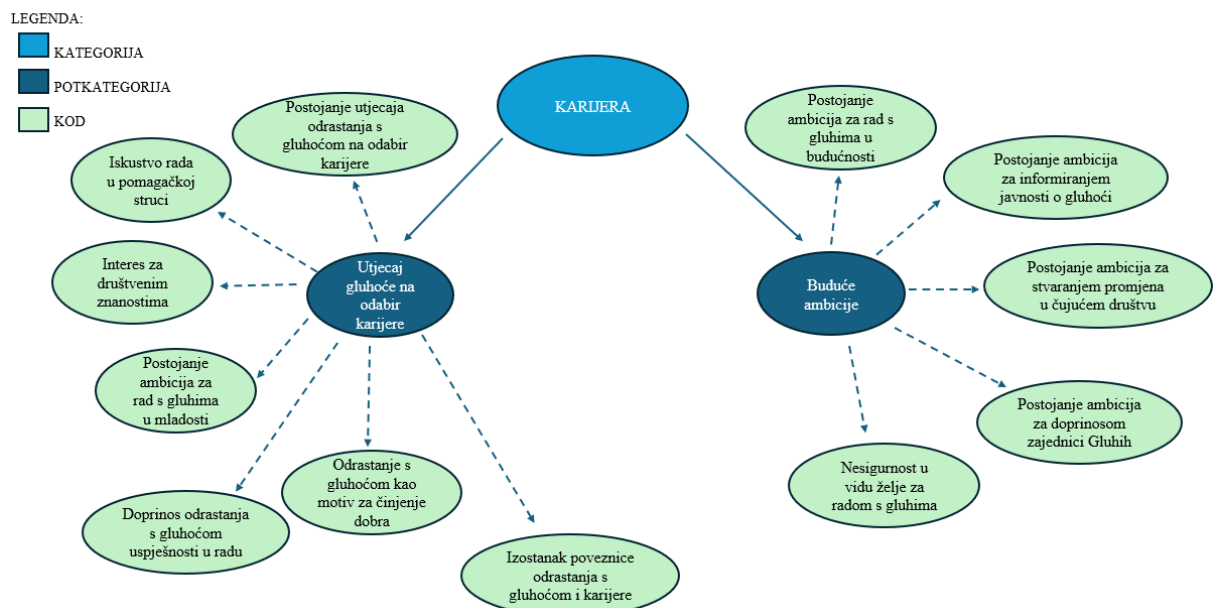 LEGENDA:
KATEGORIJA
POTKATEGORIJA
KOD
KARIJERA
Postojanje utjecaja
odrastanja s
gluhoćom na odabir
karijere
Iskustvo rada
u pomagačkoj
struci
Interes za
društvenim
znanostima
Utjecaj
gluhoće na
odabir
karijere
Postojanje
ambicija za
rad s gluhima
u mladosti
Doprinos odrastanja
s gluhoćom
uspješnosti u radu
Odrastanje s
gluhoćom kao
motiv za činjenje
dobra
Izostanak poveznice
odrastanja s
gluhoćom i karijere
Postojanje
ambicija za rad s
gluhima u
budućnosti
Postojanje ambicija
za informiranjem
javnosti o gluhoći
Buduće
ambicije
Postojanje ambicija za
stvaranjem promjena
u čujućem društvu
Postojanje ambicija
za doprinosom
zajednici Gluhih
Nesigurnost u
vidu želje za
radom s gluhima